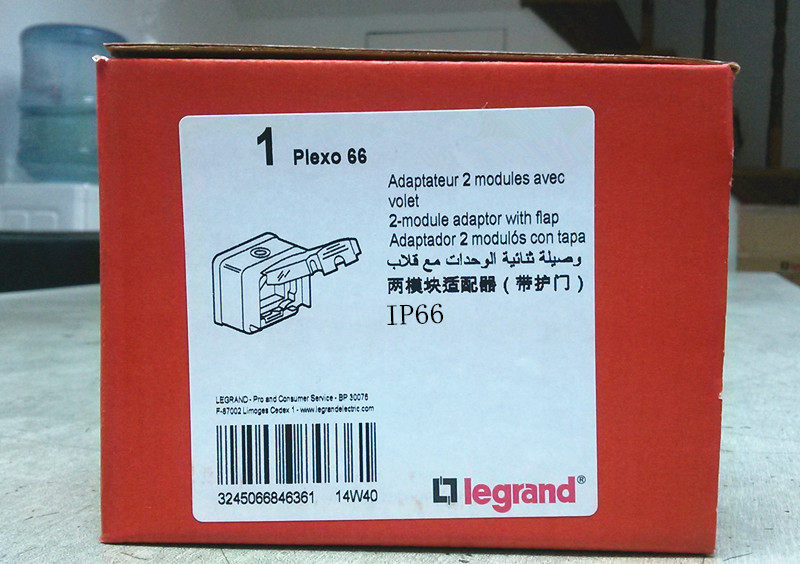 1 Plexo 66
Adaptateur 2 modules avec
volet
2-module adaptor with flap
Adaptador 2 modulós con tapa
وصيلة ثنائية الوحدات مع قلاب
两模块适配器（带护门）
IP66
LEGRAND - Pro and Consumer Service - BP 30076
F-87002 Limoges Cedex 1 - www.legrandelectric.com
3245066846361 14W40
legrand®